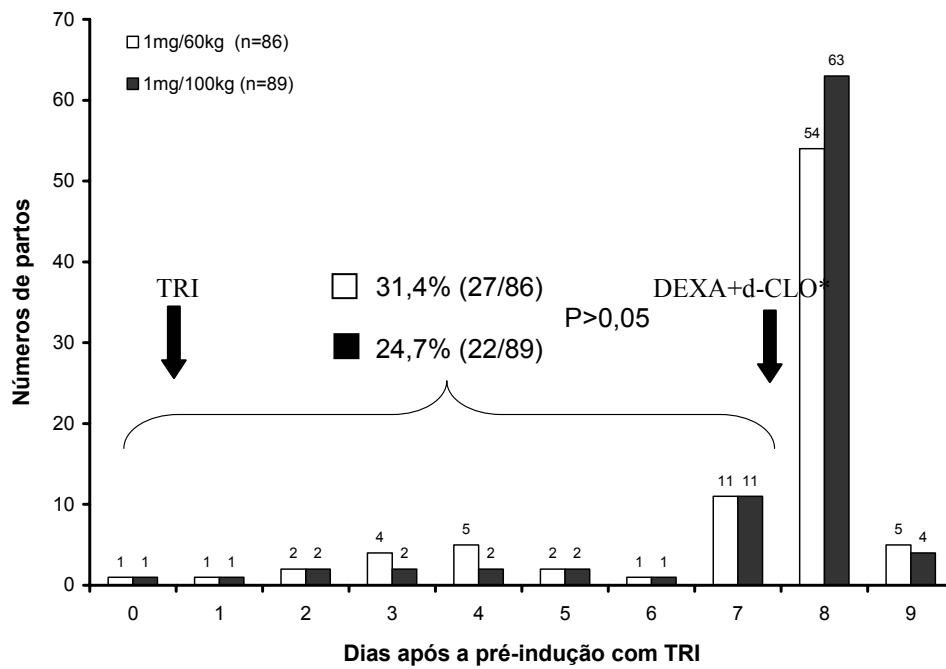 70
60
50
40
30
20
10
0
Números de partos
1mg/60kg (n=86)
1mg/100kg (n=89)
TRI
31,4% (27/86)
24,7% (22/89)
P>0,05
DEXA+d-CLO*
1 1 1 1 2 2 4 2 5 2 2 2 1 1 11 11 54 63 5 4
0 1 2 3 4 5 6 7 8 9
Dias após a pré-indução com TRI